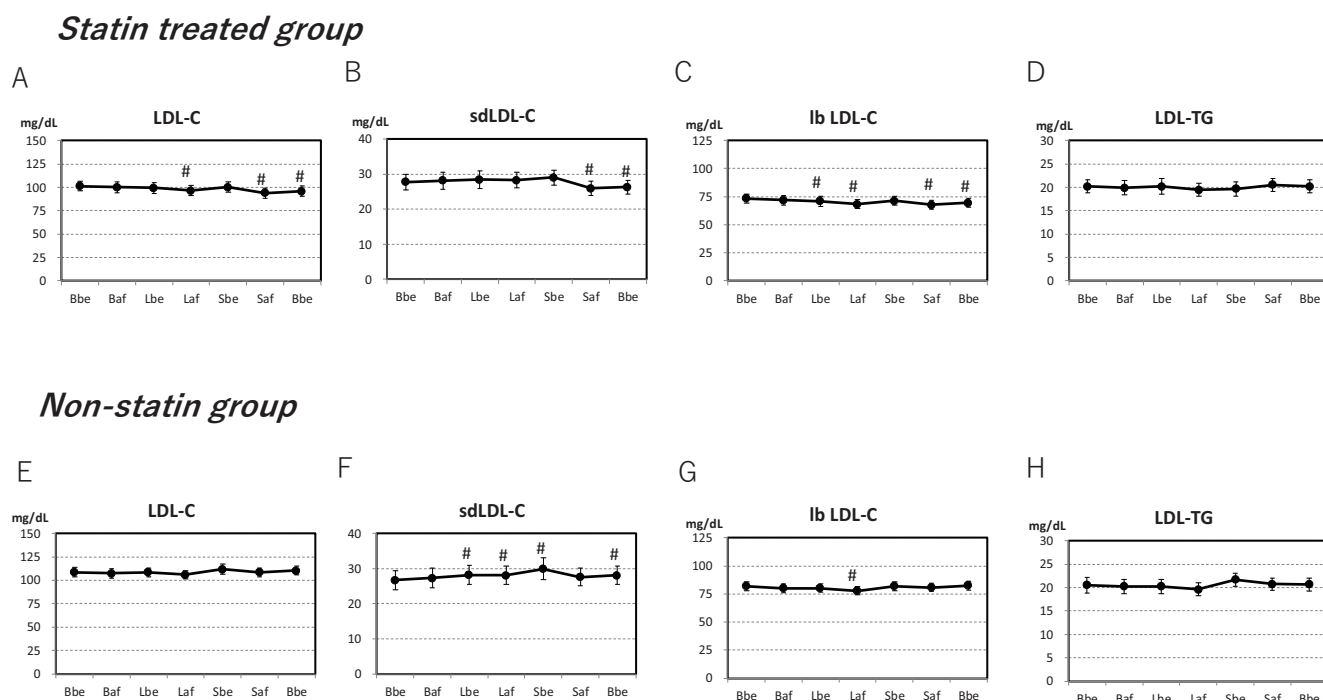 Statin treated group
A
B
C
D
LDL-C
sdLDL-C
lb LDL-C
LDL-TG
mg/dL
mg/dL
mg/dL
mg/dL
150
125
100
75
50
25
0
# # #
Bbe Baf Lbe Laf Sbe Saf Bbe
40
30
20
10
0
# #
Bbe Baf Lbe Laf Sbe Saf Bbe
125
100
75
50
25
0
# # # #
Bbe Baf Lbe Laf Sbe Saf Bbe
30
25
20
15
10
5
0
Bbe Baf Lbe Laf Sbe Saf Bbe
Non-statin group
E
F
G
H
LDL-C
sdLDL-C
lb LDL-C
LDL-TG
mg/dL
mg/dL
mg/dL
mg/dL
150
125
100
75
50
25
0
Bbe Baf Lbe Laf Sbe Saf Bbe
40
30
20
10
0
# # # #
Bbe Baf Lbe Laf Sbe Saf Bbe
125
100
75
50
25
0
#
Bbe Baf Lbe Laf Sbe Saf Bbe
30
25
20
15
10
5
0
Bbe Baf Lbe Laf Sbe Saf Bbe